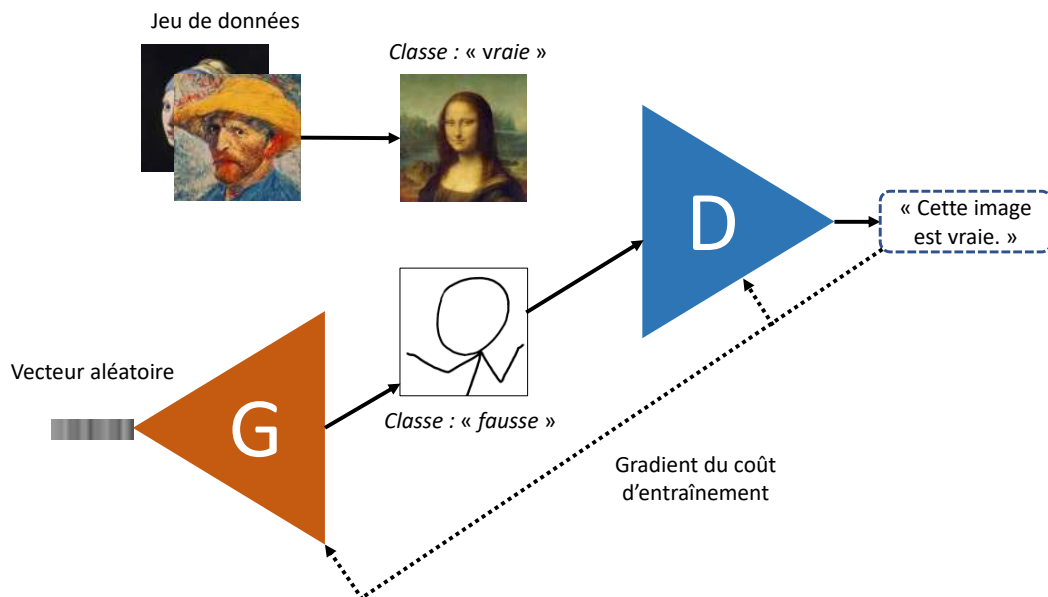 Jeu de données
Classe : « vraie »
D
« Cette image
est vraie. »
Vecteur aléatoire
G
Classe : « fausse »
Gradient du coût
d'entraînement